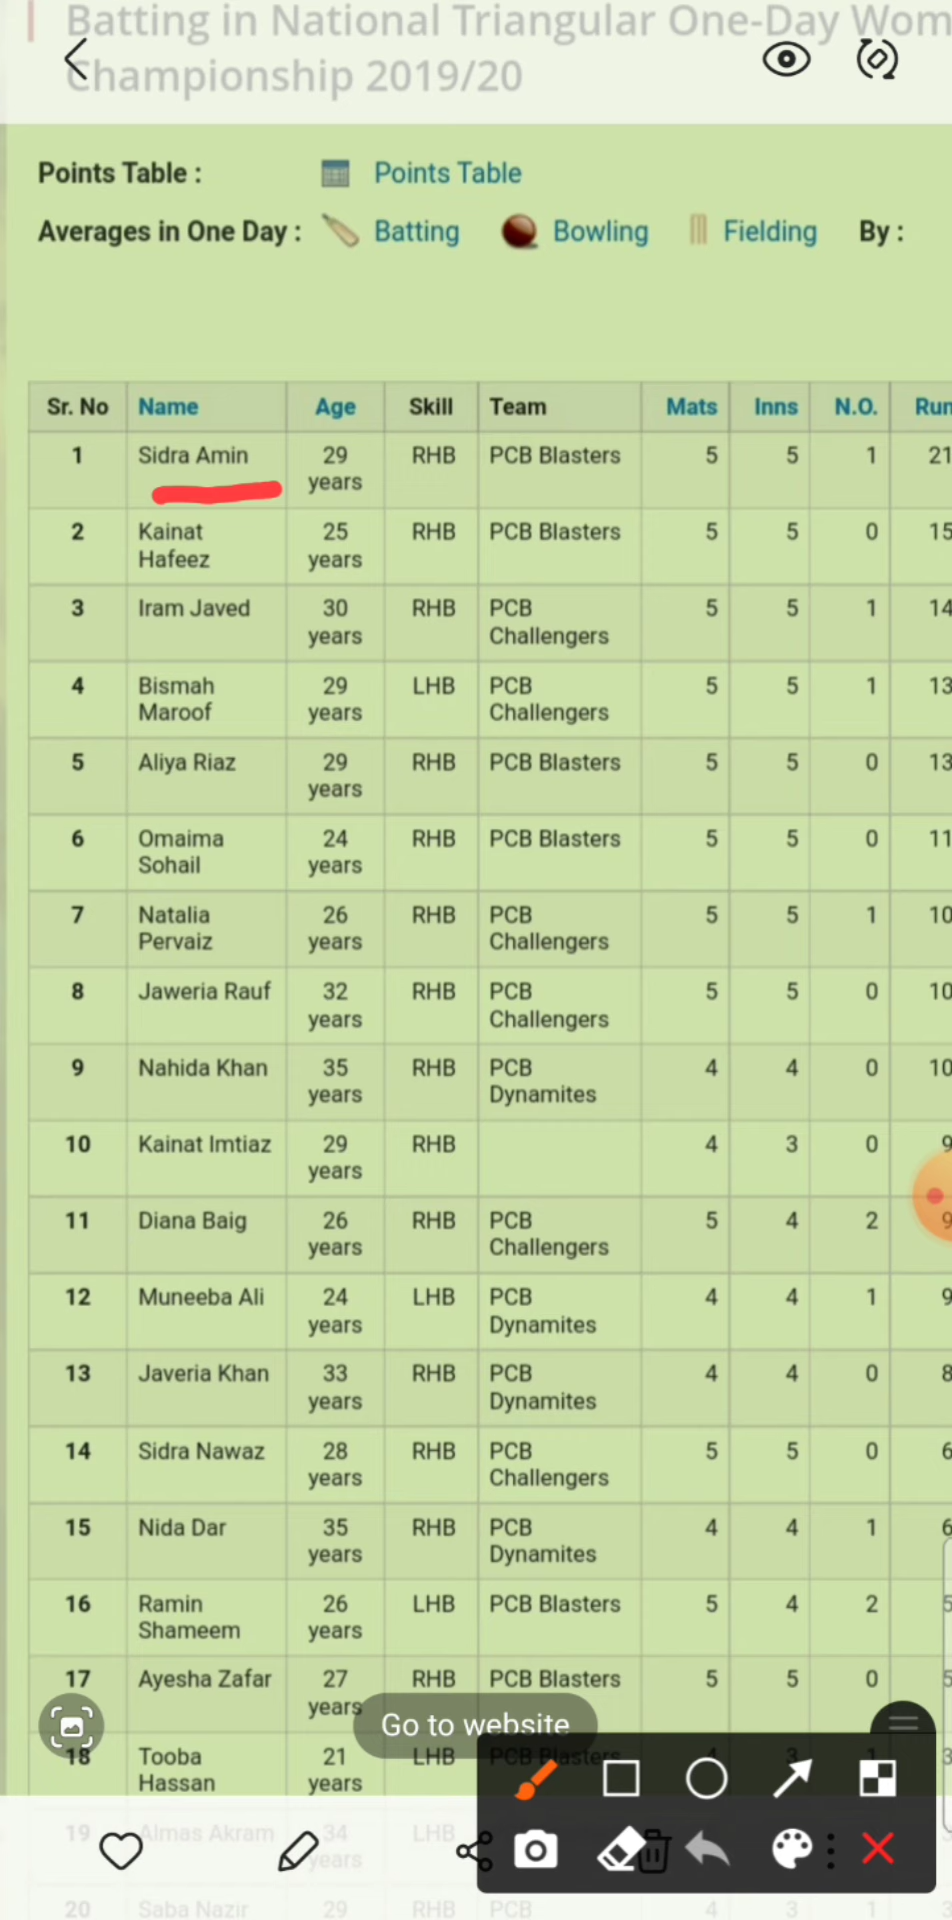 Batting in National Triangular One-Day Wom
Championship 2019/20
Points Table : Points Table
Averages in One Day : Batting Bowling Fielding By :
Sr. No Name Age Skill Team Mats Inns N.O. Run
1 Sidra Amin 29 years RHB PCB Blasters 5 5 1 21
2 Kainat Hafeez 25 years RHB PCB Blasters 5 5 0 15
3 Iram Javed 30 years RHB PCB Challengers 5 5 1 14
4 Bismah Maroof 29 years LHB PCB Challengers 5 5 1 13
5 Aliya Riaz 29 years RHB PCB Blasters 5 5 0 13
6 Omaima Sohail 24 years RHB PCB Blasters 5 5 0 11
7 Natalia Pervaiz 26 years RHB PCB Challengers 5 5 1 10
8 Jaweria Rauf 32 years RHB PCB Challengers 5 5 0 10
9 Nahida Khan 35 years RHB PCB Dynamites 4 4 0 10
10 Kainat Imtiaz 29 years RHB 4 3 0 9
11 Diana Baig 26 years RHB PCB Challengers 5 4 2 9
12 Muneeba Ali 24 years LHB PCB Dynamites 4 4 1 9
13 Javeria Khan 33 years RHB PCB Dynamites 4 4 0 8
14 Sidra Nawaz 28 years RHB PCB Challengers 5 5 0 6
15 Nida Dar 35 years RHB PCB Dynamites 4 4 1 6
16 Ramin Shameem 26 years LHB PCB Blasters 5 4 2 5
17 Ayesha Zafar 27 years RHB PCB Blasters 5 5 0 5
Go to website
18 Tooba Hassan 21 years LHB PCB Blasters 4 3 1 3
19 Almas Akram 34 years LHB
20 Saba Nazir 29 RHB PCB 4 3 1 3